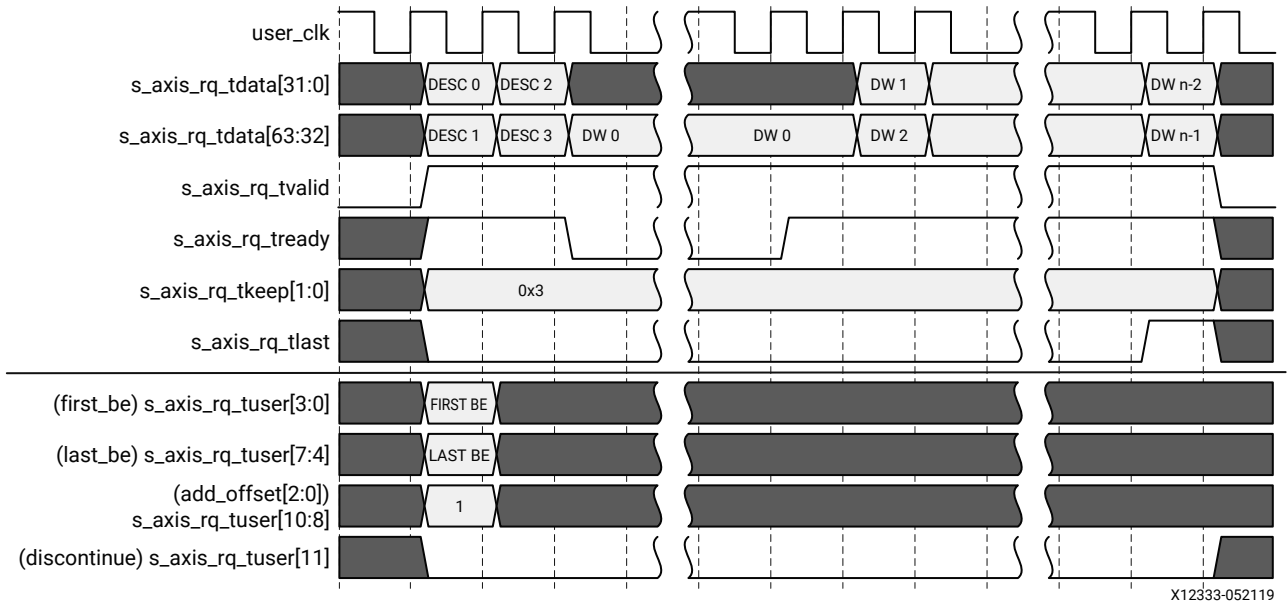 user_clk
s_axis_rq_tdata[31:0] DESC 0 DESC 2 DW 1 DW n-2
s_axis_rq_tdata[63:32] DESC 1 DESC 3 DW 0 DW 0 DW 2 DW n-1
s_axis_rq_tvalid
s_axis_rq_tready
s_axis_rq_tkeep[1:0] 0x3
s_axis_rq_tlast
(first_be) s_axis_rq_tuser[3:0] FIRST BE
(last_be) s_axis_rq_tuser[7:4] LAST BE
(add_offset[2:0])
s_axis_rq_tuser[10:8] 1
(discontinue) s_axis_rq_tuser[11]
X12333-052119